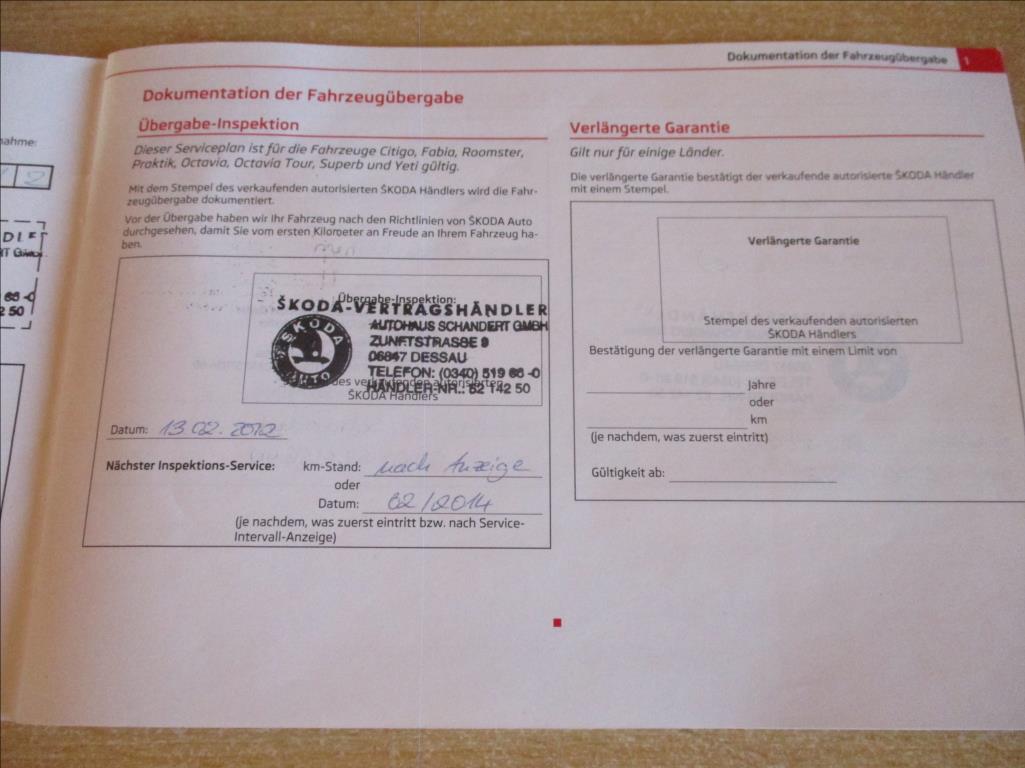 Dokumentation der Fahrzeugübergabe 1
Dokumentation der Fahrzeugübergabe
Übergabe-Inspektion
Dieser Serviceplan ist für die Fahrzeuge Citigo, Fabia, Roomster,
Praktik, Octavia, Octavia Tour, Superb und Yeti gültig.
Mit dem Stempel des verkaufenden autorisierten ŠKODA Händlers wird die Fahr-
zeugübergabe dokumentiert.
Vor der Übergabe haben wir Ihr Fahrzeug nach den Richtlinien von ŠKODA Auto
durchgesehen, damit Sie vom ersten Kilometer an Freude an Ihrem Fahrzeug ha-
ben.
Übergabe-Inspektion:
ŠKODA-VERTRAGSHÄNDLER
AUTOHAUS SCHANDERT GMBH
ZUNFTSTRASSE 9
06847 DESSAU
TELEFON: (0340) 519 66 -0
HÄNDLER-NR.: 52 142 50
ŠKODA AUTO
des verkaufenden autorisierten
ŠKODA Händlers
Datum: 13.02.2012
Nächster Inspektions-Service: km-Stand: nach Anzeige
oder
Datum: 02/2014
(je nachdem, was zuerst eintritt bzw. nach Service-
Intervall-Anzeige)
Verlängerte Garantie
Gilt nur für einige Länder.
Die verlängerte Garantie bestätigt der verkaufende autorisierte ŠKODA Händler
mit einem Stempel.
Verlängerte Garantie
Stempel des verkaufenden autorisierten
ŠKODA Händlers
Bestätigung der verlängerte Garantie mit einem Limit von
Jahre
oder
km
(je nachdem, was zuerst eintritt)
Gültigkeit ab: